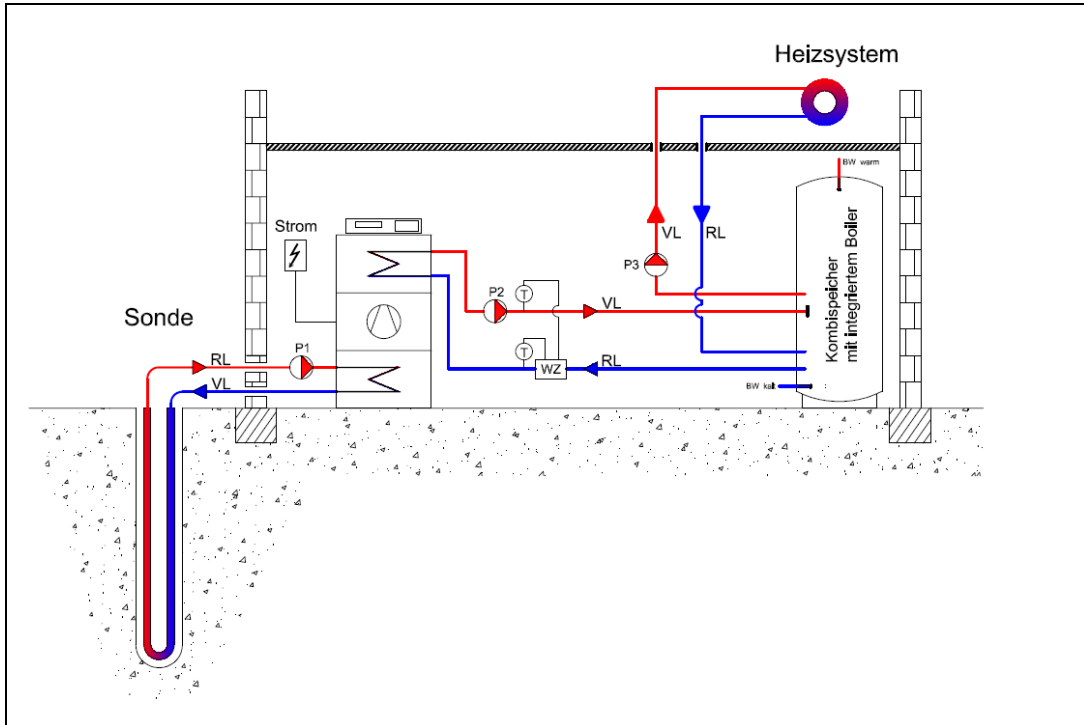 Heizsystem
BW warm
Strom
VL
RL
P3
Kombispeicher
mit integriertem Boiler
P2
T
VL
Sonde
P1
RL
T
RL
WZ
VL
BW kalt